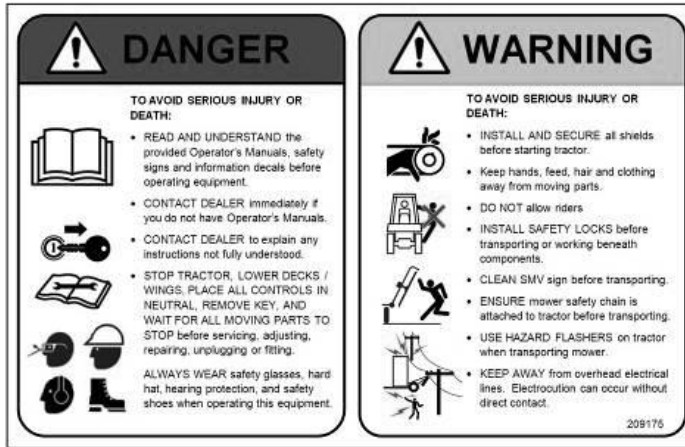 DANGER
TO AVOID SERIOUS INJURY OR
DEATH:
• READ AND UNDERSTAND the
provided Operator's Manuals, safety
signs and information decals before
operating equipment.
• CONTACT DEALER immediately if
you do not have Operator's Manuals.
• CONTACT DEALER to explain any
instructions not fully understood.
• STOP TRACTOR, LOWER DECKS /
WINGS, PLACE ALL CONTROLS IN
NEUTRAL, REMOVE KEY, AND
WAIT FOR ALL MOVING PARTS TO
STOP before servicing, adjusting,
repairing, unplugging or fitting.
ALWAYS WEAR safety glasses, hard
hat, hearing protection, and safety
shoes when operating this equipment.
WARNING
TO AVOID SERIOUS INJURY OR
DEATH:
• INSTALL AND SECURE all shields
before starting tractor.
• Keep hands, feed, hair and clothing
away from moving parts.
• DO NOT allow riders
• INSTALL SAFETY LOCKS before
transporting or working beneath
components.
• CLEAN SMV sign before transporting.
• ENSURE mower safety chain is
attached to tractor before transporting.
• USE HAZARD FLASHERS on tractor
when transporting mower.
• KEEP AWAY from overhead electrical
lines. Electrocution can occur without
direct contact.
209175